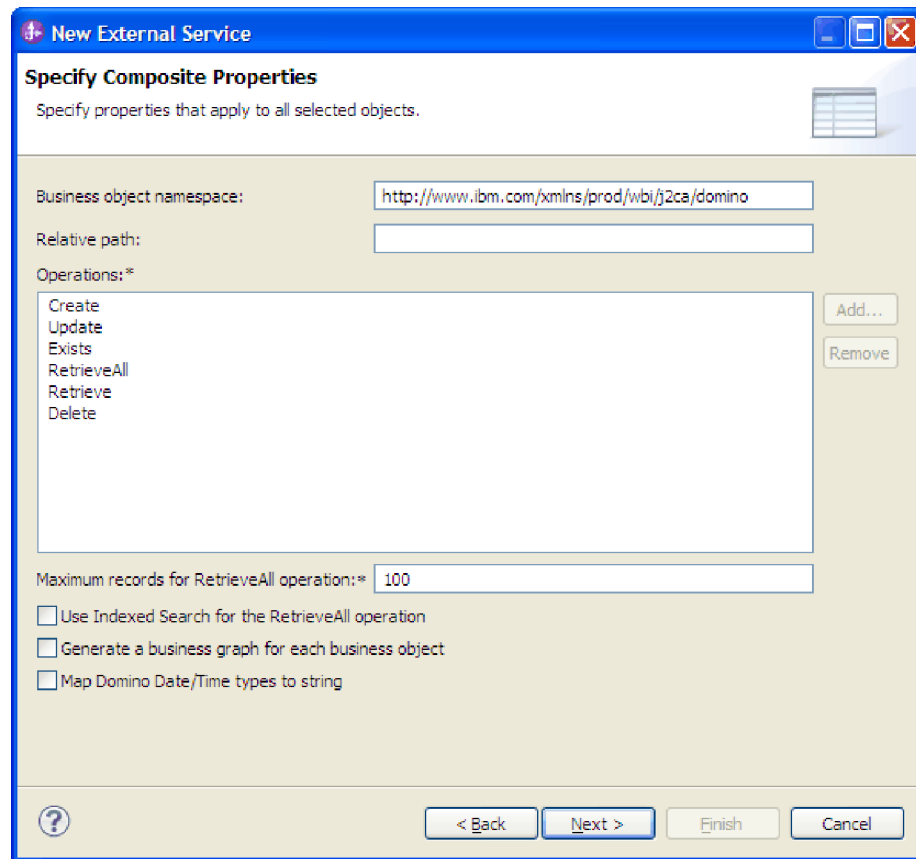 New External Service
Specify Composite Properties
Specify properties that apply to all selected objects.
Business object namespace: http://www.ibm.com/xmlns/prod/wbi/j2ca/domino
Relative path:
Operations:*
Create
Update
Exists
RetrieveAll
Retrieve
Delete
Add...
Remove
Maximum records for RetrieveAll operation:* 100
Use Indexed Search for the RetrieveAll operation
Generate a business graph for each business object
Map Domino Date/Time types to string
? < Back Next > Finish Cancel